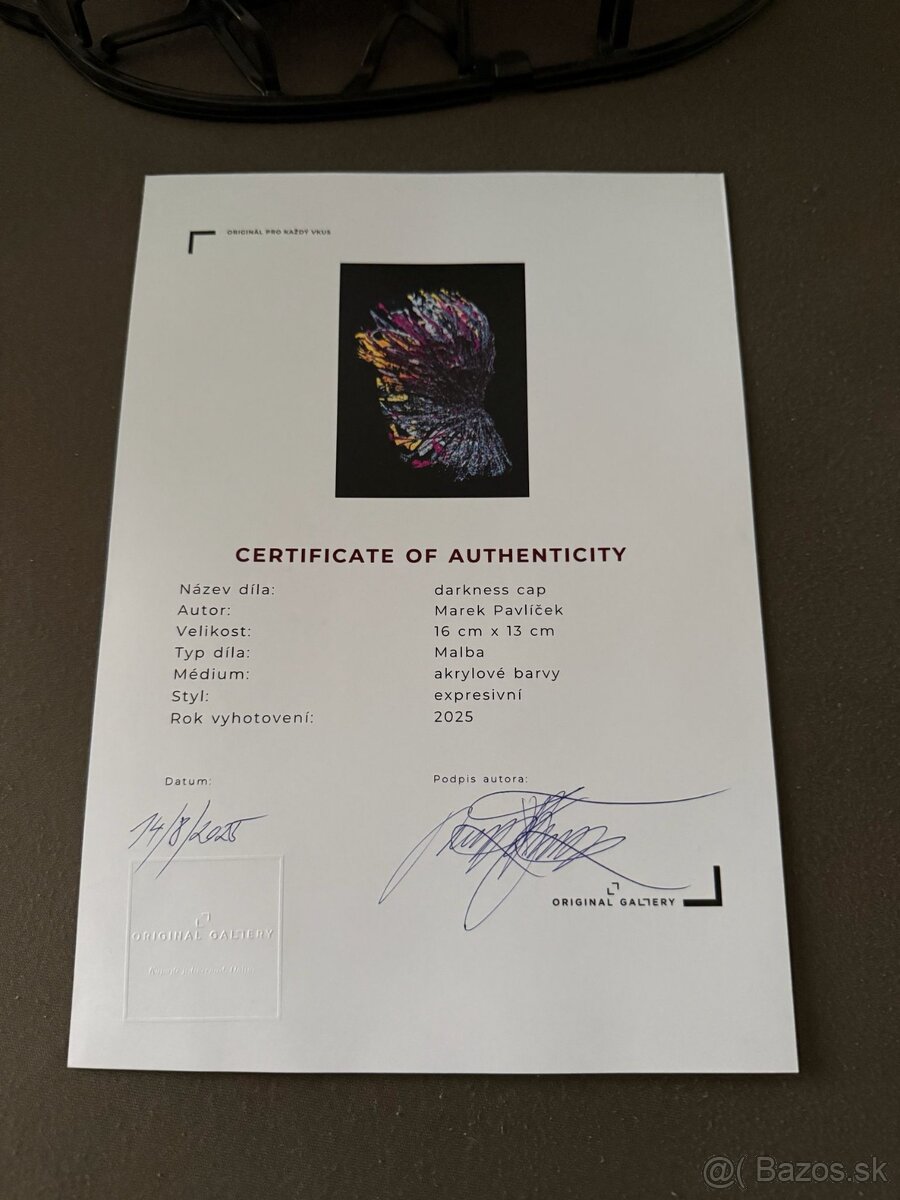 ORIGINÁL PRO KAŽDÝ VKUS
CERTIFICATE OF AUTHENTICITY
Název díla: darkness cap
Autor: Marek Pavlíček
Velikost: 16 cm x 13 cm
Typ díla: Malba
Médium: akrylové barvy
Styl: expresivní
Rok vyhotovení: 2025
Datum: Podpis autora:
14/8/2025
ORIGINAL GALLERY
ORIGINAL GALLERY
@( Bazos.sk